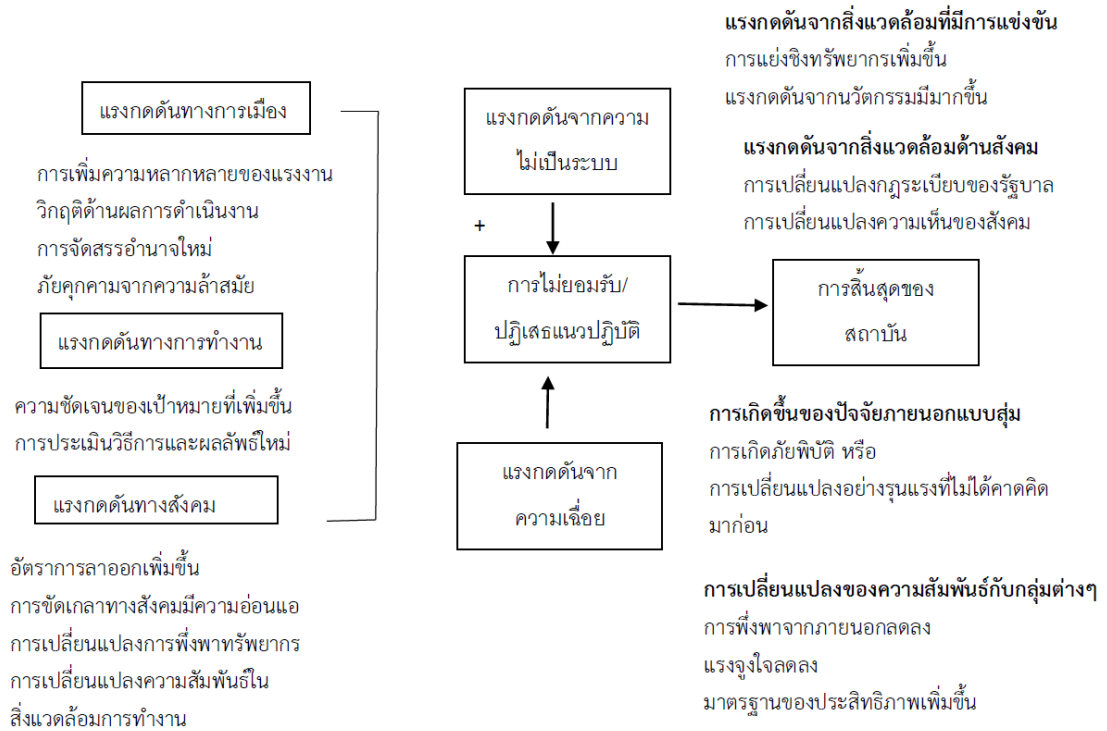 แรงกดดันทางการเมือง
การเพิ่มความหลากหลายของแรงงาน
วิกฤติด้านผลการดำเนินงาน
การจัดสรรอำนาจใหม่
ภัยคุกคามจากความล้าสมัย
แรงกดดันทางการทำงาน
ความชัดเจนของเป้าหมายที่เพิ่มขึ้น
การประเมินวิธีการและผลลัพธ์ใหม่
แรงกดดันทางสังคม
อัตราการลาออกเพิ่มขึ้น
การขัดเกลาทางสังคมมีความอ่อนแอ
การเปลี่ยนแปลงการพึ่งพาทรัพยากร
การเปลี่ยนแปลงความสัมพันธ์ใน
สิ่งแวดล้อมการทำงาน
แรงกดดันจากความ
ไม่เป็นระบบ
+
การไม่ยอมรับ/
ปฏิเสธแนวปฏิบัติ
แรงกดดันจาก
ความเฉื่อย
แรงกดดันจากสิ่งแวดล้อมที่มีการแข่งขัน
การแย่งชิงทรัพยากรเพิ่มขึ้น
แรงกดดันจากนวัตกรรมมีมากขึ้น
แรงกดดันจากสิ่งแวดล้อมด้านสังคม
การเปลี่ยนแปลงกฎระเบียบของรัฐบาล
การเปลี่ยนแปลงความเห็นของสังคม
การสิ้นสุดของ
สถาบัน
การเกิดขึ้นของปัจจัยภายนอกแบบสุ่ม
การเกิดภัยพิบัติ หรือ
การเปลี่ยนแปลงอย่างรุนแรงที่ไม่ได้คาดคิด
มาก่อน
การเปลี่ยนแปลงของความสัมพันธ์กับกลุ่มต่างๆ
การพึ่งพาจากภายนอกลดลง
แรงจูงใจลดลง
มาตรฐานของประสิทธิภาพเพิ่มขึ้น